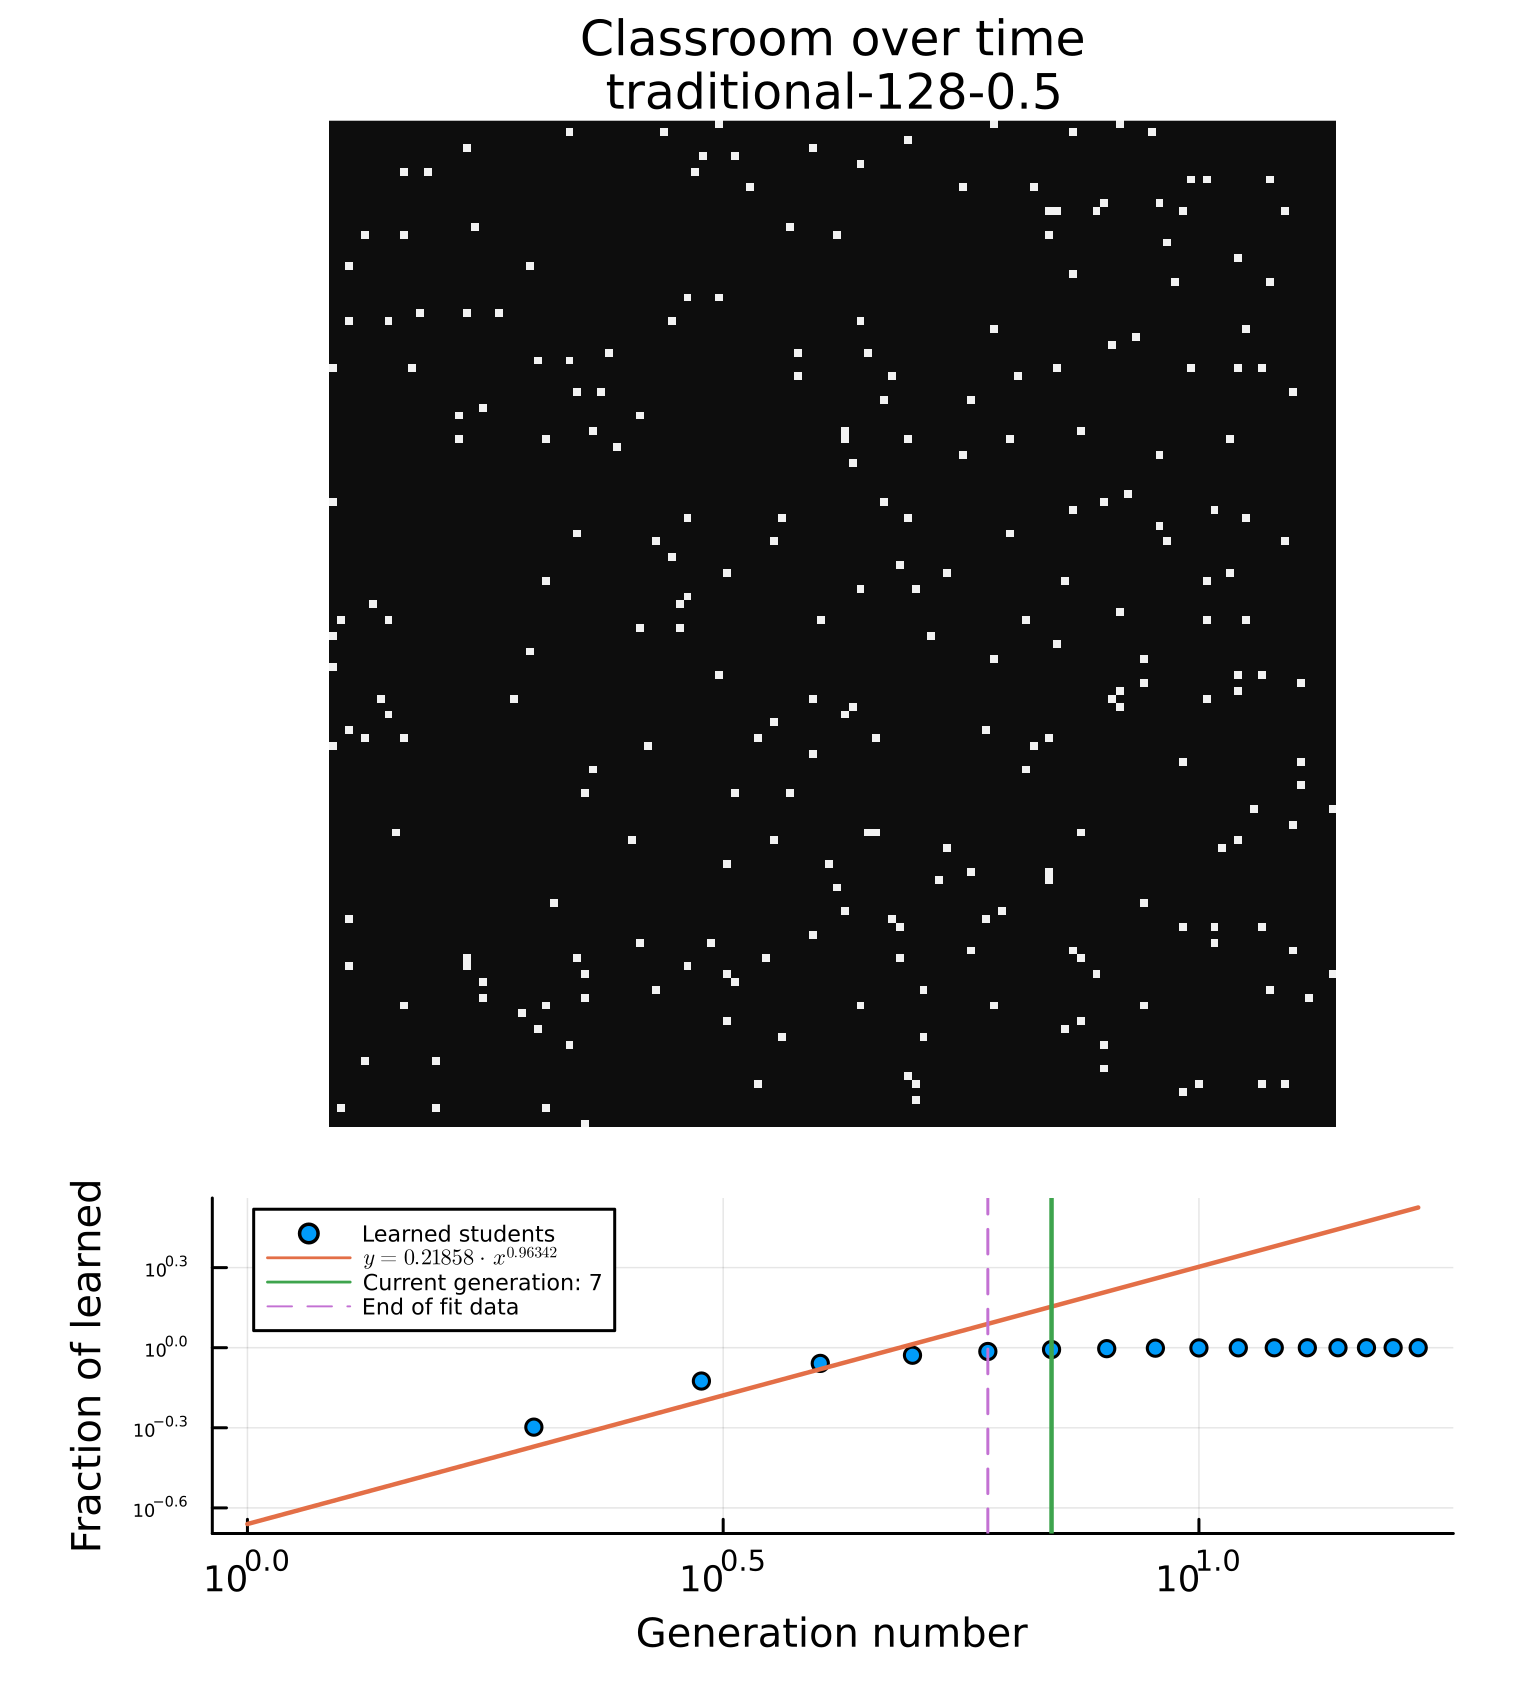 Classroom over time
traditional-128-0.5
Fraction of learned
Learned students
y = 0.21858 · x^0.96342
Current generation: 7
End of fit data
10^0.3
10^0.0
10^−0.3
10^−0.6
10^0.0 10^0.5 10^1.0
Generation number